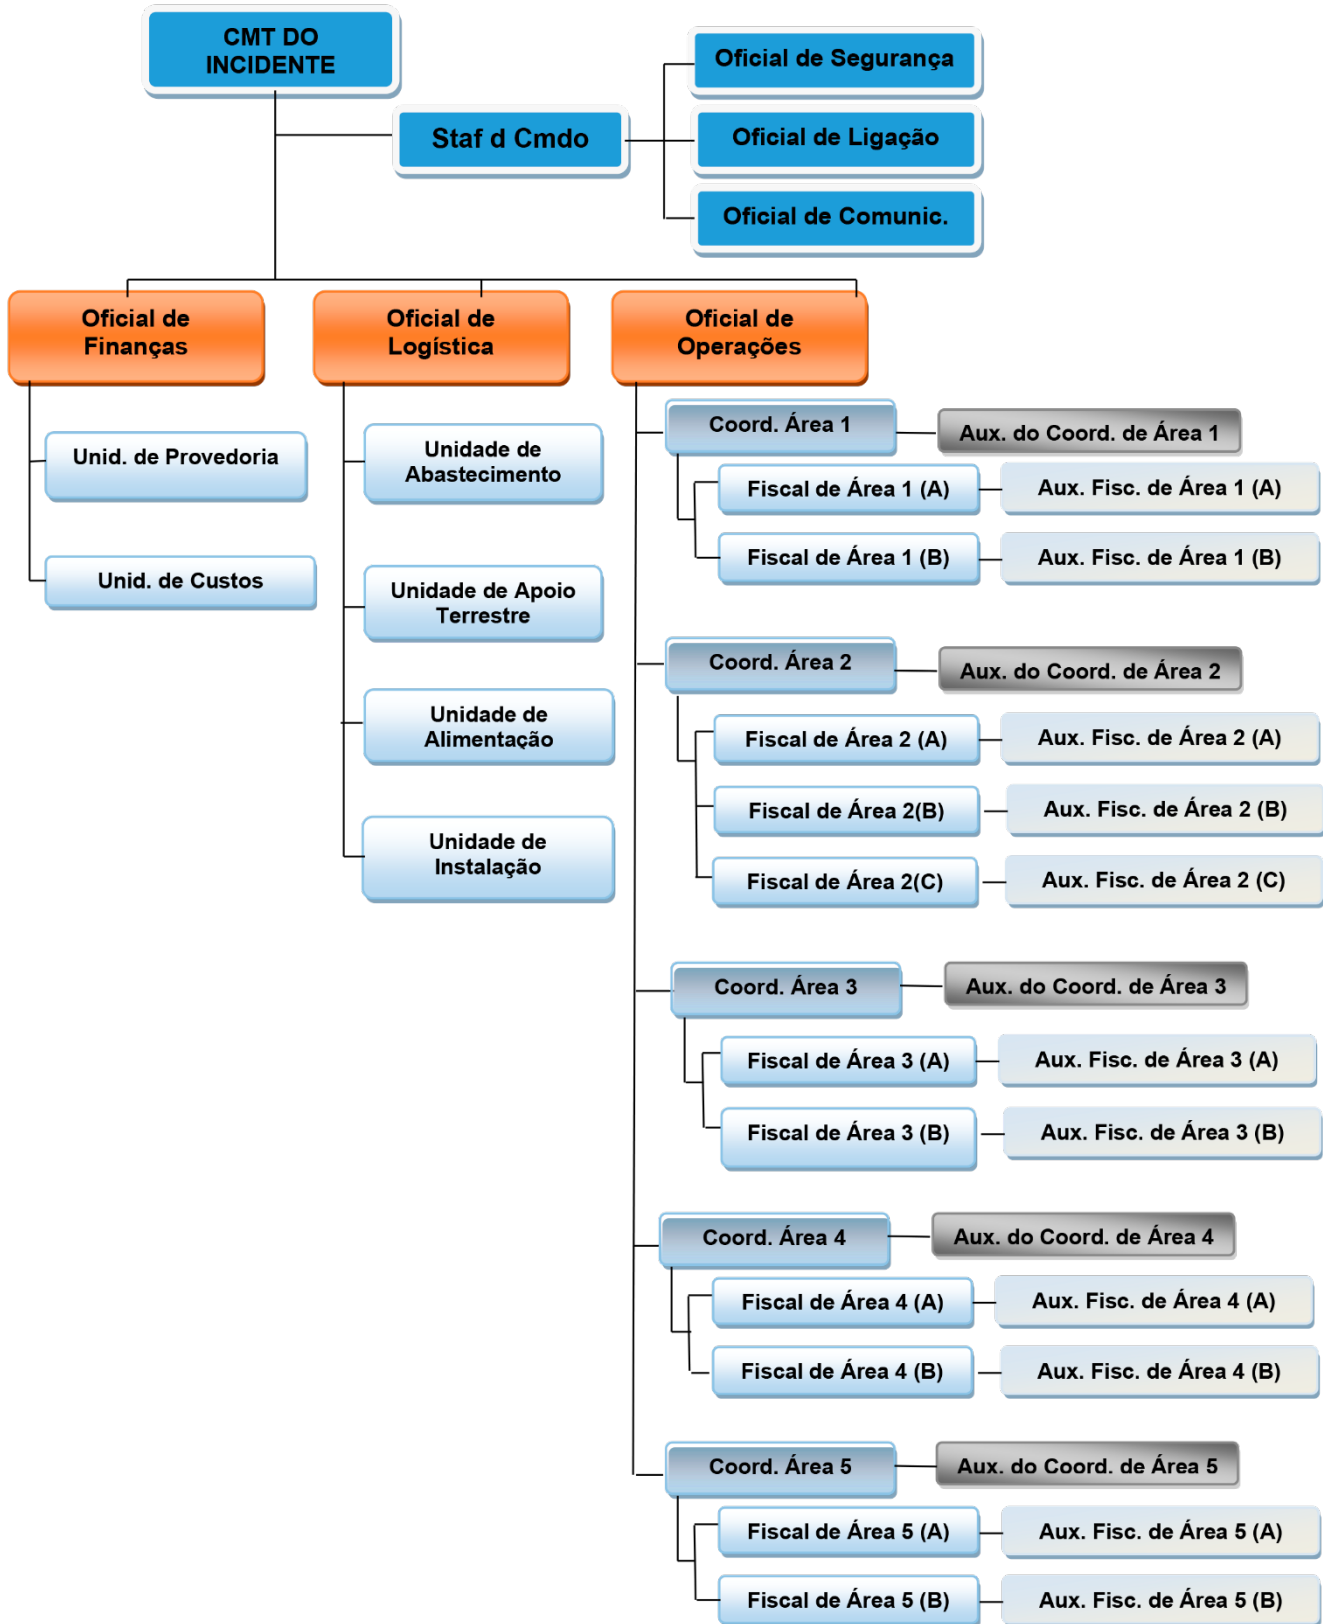 CMT DO
INCIDENTE
Oficial de Segurança
Staf d Cmdo
Oficial de Ligação
Oficial de Comunic.
Oficial de
Finanças
Oficial de
Logística
Oficial de
Operações
Unid. de Provedoria
Unid. de Custos
Unidade de
Abastecimento
Unidade de Apoio
Terrestre
Unidade de
Alimentação
Unidade de
Instalação
Coord. Área 1
Aux. do Coord. de Área 1
Fiscal de Área 1 (A)
Aux. Fisc. de Área 1 (A)
Fiscal de Área 1 (B)
Aux. Fisc. de Área 1 (B)
Coord. Área 2
Aux. do Coord. de Área 2
Fiscal de Área 2 (A)
Aux. Fisc. de Área 2 (A)
Fiscal de Área 2(B)
Aux. Fisc. de Área 2 (B)
Fiscal de Área 2(C)
Aux. Fisc. de Área 2 (C)
Coord. Área 3
Aux. do Coord. de Área 3
Fiscal de Área 3 (A)
Aux. Fisc. de Área 3 (A)
Fiscal de Área 3 (B)
Aux. Fisc. de Área 3 (B)
Coord. Área 4
Aux. do Coord. de Área 4
Fiscal de Área 4 (A)
Aux. Fisc. de Área 4 (A)
Fiscal de Área 4 (B)
Aux. Fisc. de Área 4 (B)
Coord. Área 5
Aux. do Coord. de Área 5
Fiscal de Área 5 (A)
Aux. Fisc. de Área 5 (A)
Fiscal de Área 5 (B)
Aux. Fisc. de Área 5 (B)